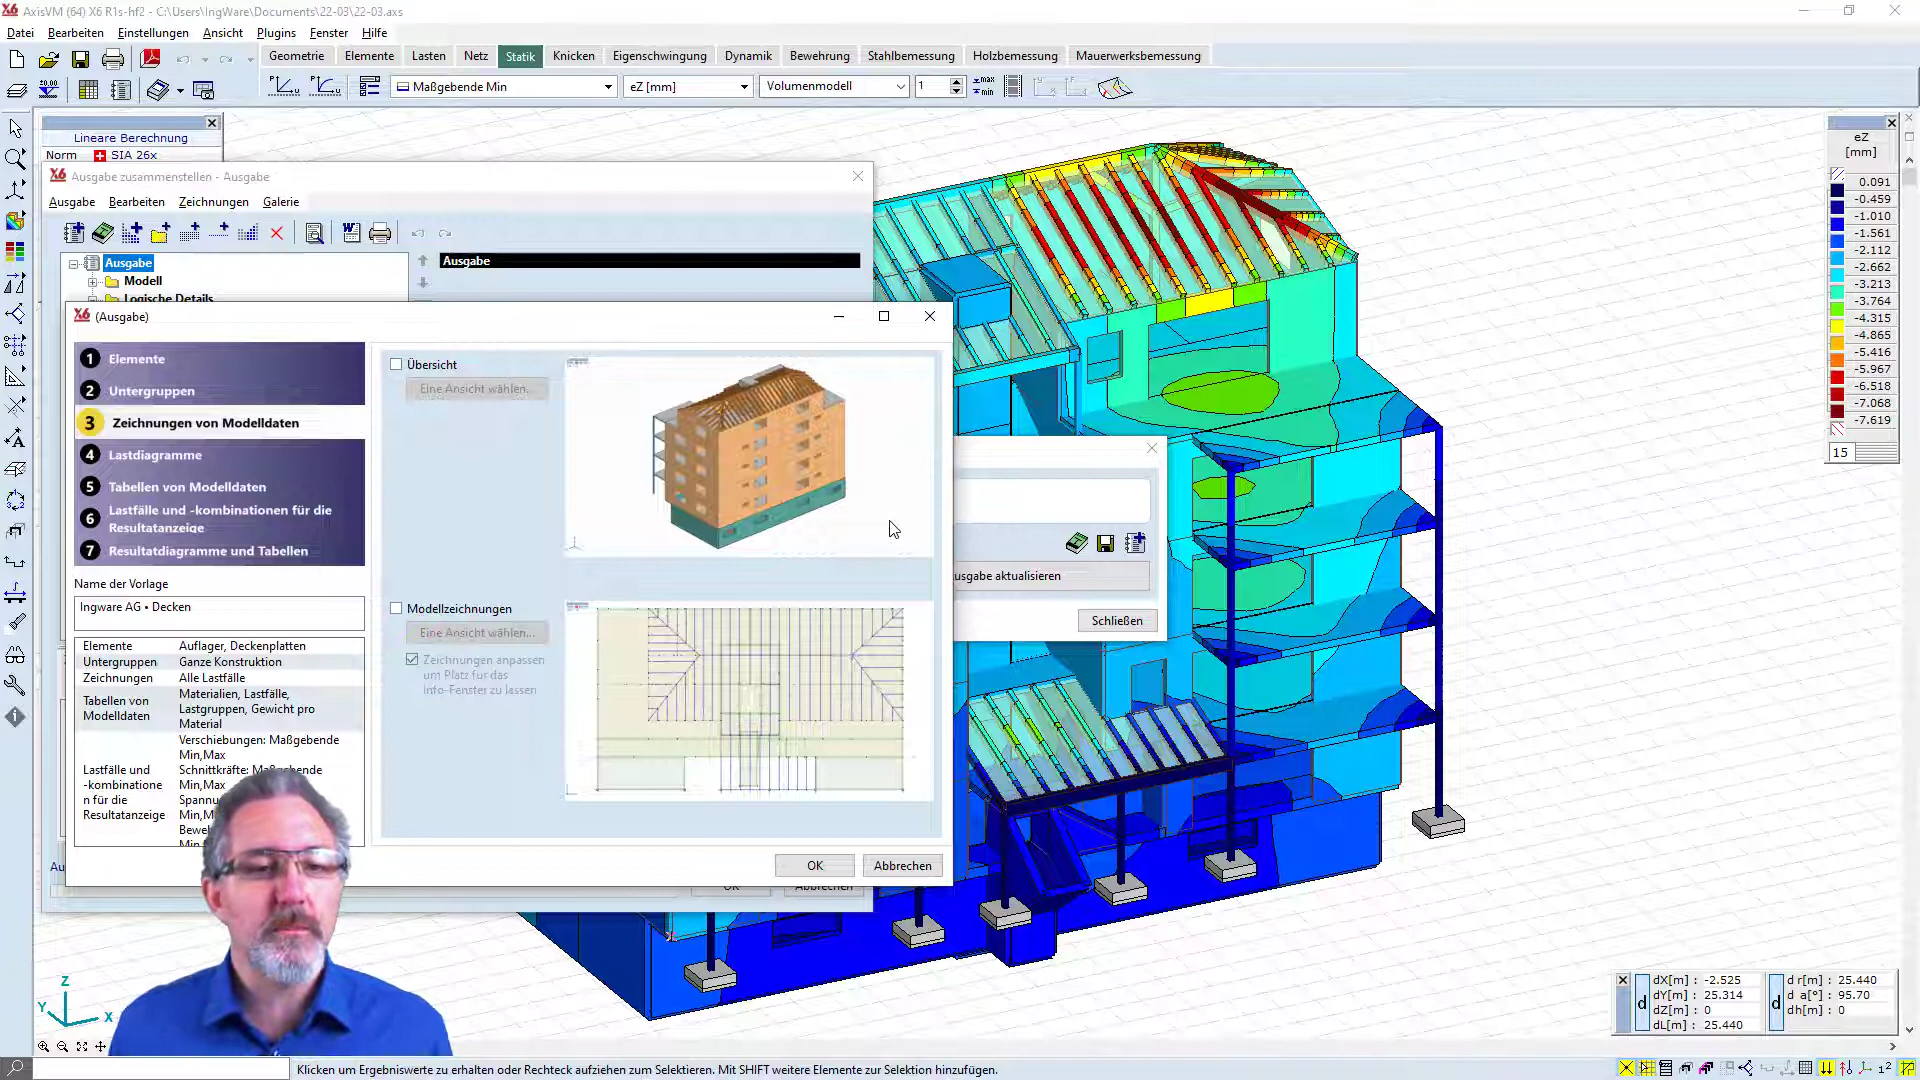 AxisVM (64) X6 R1s-hf2 - C:\Users\IngWare\Documents\22-03\22-03.axs
Datei Bearbeiten Einstellungen Ansicht Plugins Fenster Hilfe
Geometrie Elemente Lasten Netz Statik Knicken Eigenschwingung Dynamik Bewehrung Stahlbemessung Holzbemessung Mauerwerksbemessung
Maßgebende Min eZ [mm] Volumenmodell 1
Lineare Berechnung
Norm SIA 26x
Ausgabe zusammenstellen - Ausgabe
Ausgabe Bearbeiten Zeichnungen Galerie
Ausgabe
Modell
Logische Details
Ausgabe
(Ausgabe)
1 Elemente
2 Untergruppen
3 Zeichnungen von Modelldaten
4 Lastdiagramme
5 Tabellen von Modelldaten
6 Lastfälle und -kombinationen für die
Resultatanzeige
7 Resultatdiagramme und Tabellen
Name der Vorlage
Ingware AG • Decken
Elemente Auflager, Deckenplatten
Untergruppen Ganze Konstruktion
Zeichnungen Alle Lastfälle
Tabellen von
Modelldaten
Materialien, Lastfälle,
Lastgruppen, Gewicht pro
Material
Lastfälle und
-kombinatione
n für die
Resultatanzeige
Verschiebungen: Maßgebende
Min,Max
Schnittkräfte: Maßgebende
Min,Max
Übersicht
Eine Ansicht wählen...
Modellzeichnungen
Eine Ansicht wählen...
Zeichnungen anpassen
um Platz für das
Info-Fenster zu lassen
OK Abbrechen
OK Abbrechen
usgabe aktualisieren
Schließen
eZ
[mm]
0.091
-0.459
-1.010
-1.561
-2.112
-2.662
-3.213
-3.764
-4.315
-4.865
-5.416
-5.967
-6.518
-7.068
-7.619
15
Z
Y
X
dX[m] : -2.525
dY[m] : 25.314
dZ[m] : 0
dL[m] : 25.440
d
d r[m] : 25.440
d a[°] : 95.70
dh[m] : 0
d
Klicken um Ergebniswerte zu erhalten oder Rechteck aufziehen zum Selektieren. Mit SHIFT weitere Elemente zur Selektion hinzufügen.